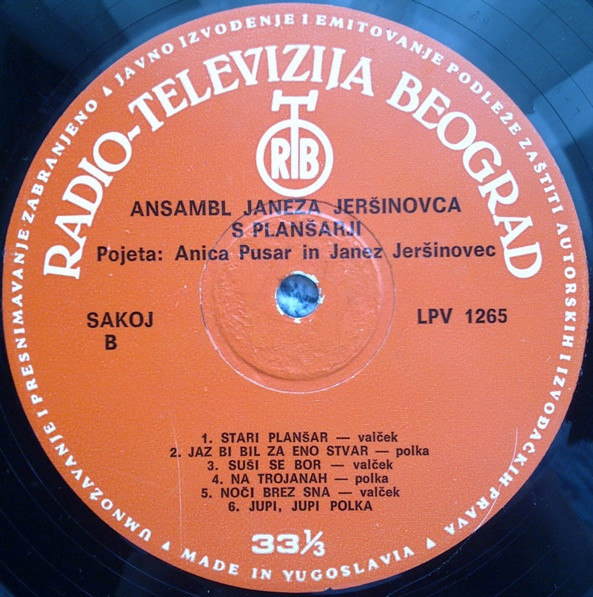 ▲ JAVNO IZVOĐENJE I EMITOVANJE PODLEŽE ZAŠTITI AUTORSKIH I IZVOĐAČKIH PRAVA ▲ MADE IN YUGOSLAVIA ▲ UMNOŽAVANJE I PRESNIMAVANJE ZABRANJENO
RADIO-TELEVIZIJA BEOGRAD
RTB
ANSAMBL JANEZA JERŠINOVCA
S PLANŠARJI
Pojeta: Anica Pusar in Janez Jeršinovec
SAKOJ
B
LPV 1265
1. STARI PLANŠAR — valček
2. JAZ BI BIL ZA ENO STVAR — polka
3. SUŠI SE BOR — valček
4. NA TROJANAH — polka
5. NOČI BREZ SNA — valček
6. JUPI, JUPI POLKA
33⅓